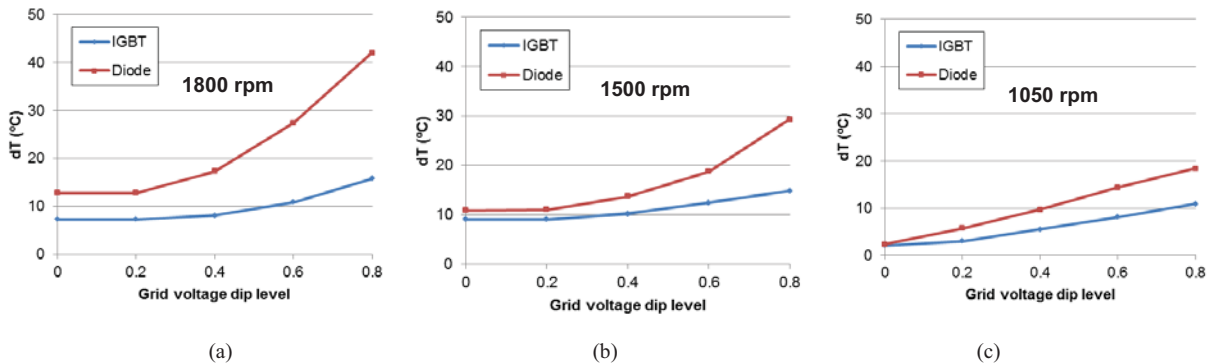 50
40
30
20
10
0
dT (°C)
IGBT
Diode
1800 rpm
0 0.2 0.4 0.6 0.8
Grid voltage dip level
(a)
50
40
30
20
10
0
dT (°C)
IGBT
Diode
1500 rpm
0 0.2 0.4 0.6 0.8
Grid voltage dip level
(b)
50
40
30
20
10
0
dT (°C)
IGBT
Diode
1050 rpm
0 0.2 0.4 0.6 0.8
Grid voltage dip level
(c)